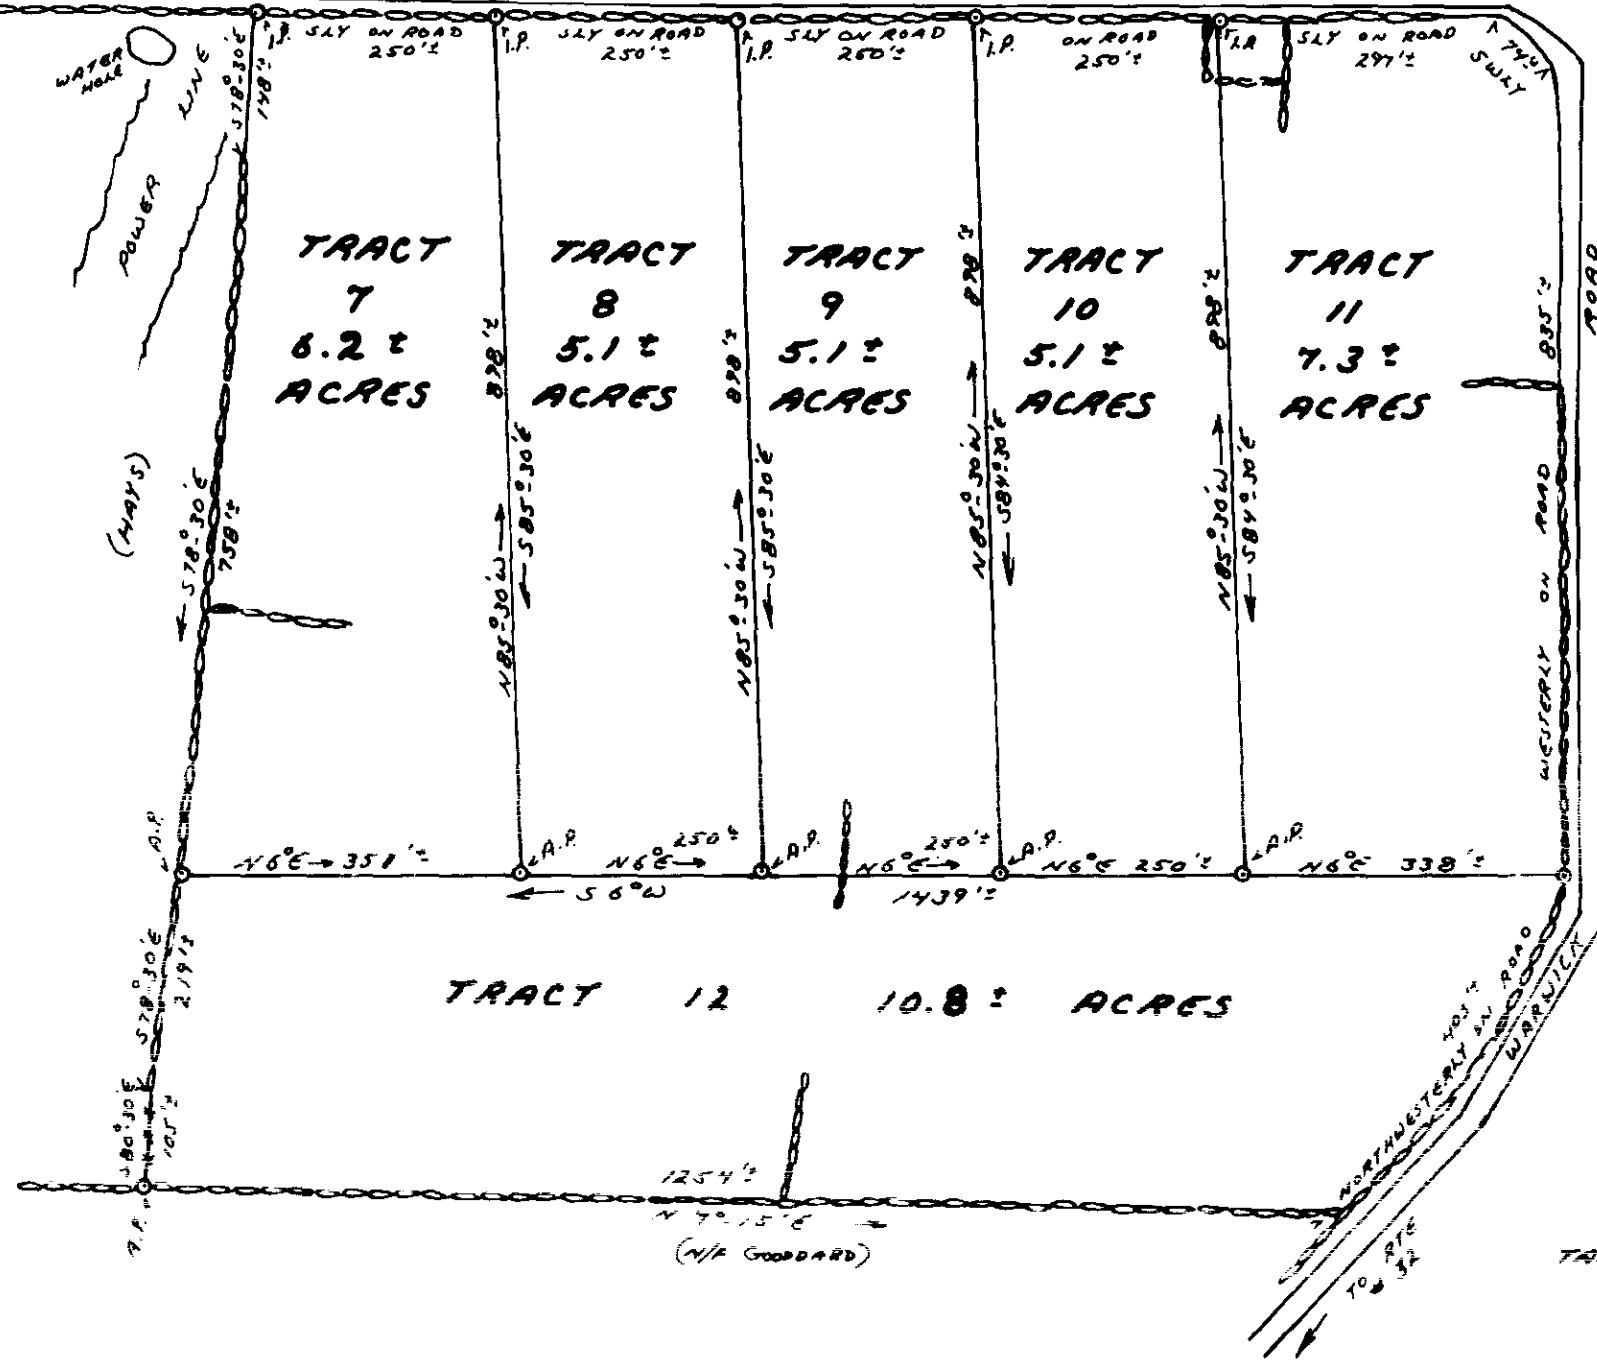 WATER
HOLE
LINE
POWER
S78°-30'E
148'±
I.P.
SLY ON ROAD
250'±
I.P.
SLY ON ROAD
250'±
I.P.
SLY ON ROAD
250'±
I.P.
ON ROAD
250'±
SLY ON ROAD
297'±
SWLY
ROAD
TRACT
7
6.2 ±
ACRES
TRACT
8
5.1 ±
ACRES
TRACT
9
5.1 ±
ACRES
TRACT
10
5.1 ±
ACRES
TRACT
11
7.3 ±
ACRES
898'±
898'±
898'±
898'±
835'±
(HAYS)
S78°-30'E
758'±
N85°-30'W
S85°-30'E
N85°-30'W
S85°-30'E
N85°-30'W
S84°-30'E
N85°-30'W
S84°-30'E
WESTERLY ON ROAD
A.P.
N6°E 351'±
A.P.
N6°E 250'±
A.P.
N6°E 250'±
A.P.
N6°E 250'±
A.P.
N6°E 338'±
S6°W
1439'±
S78°30'E
219'±
TRACT 12 10.8 ± ACRES
403'±
NORTHWESTERLY ON ROAD
WARWICK
S80°30'E
105'±
A.P.
1254'±
N7°-15'E
(N/F GOODDARD)
TO RTE
32